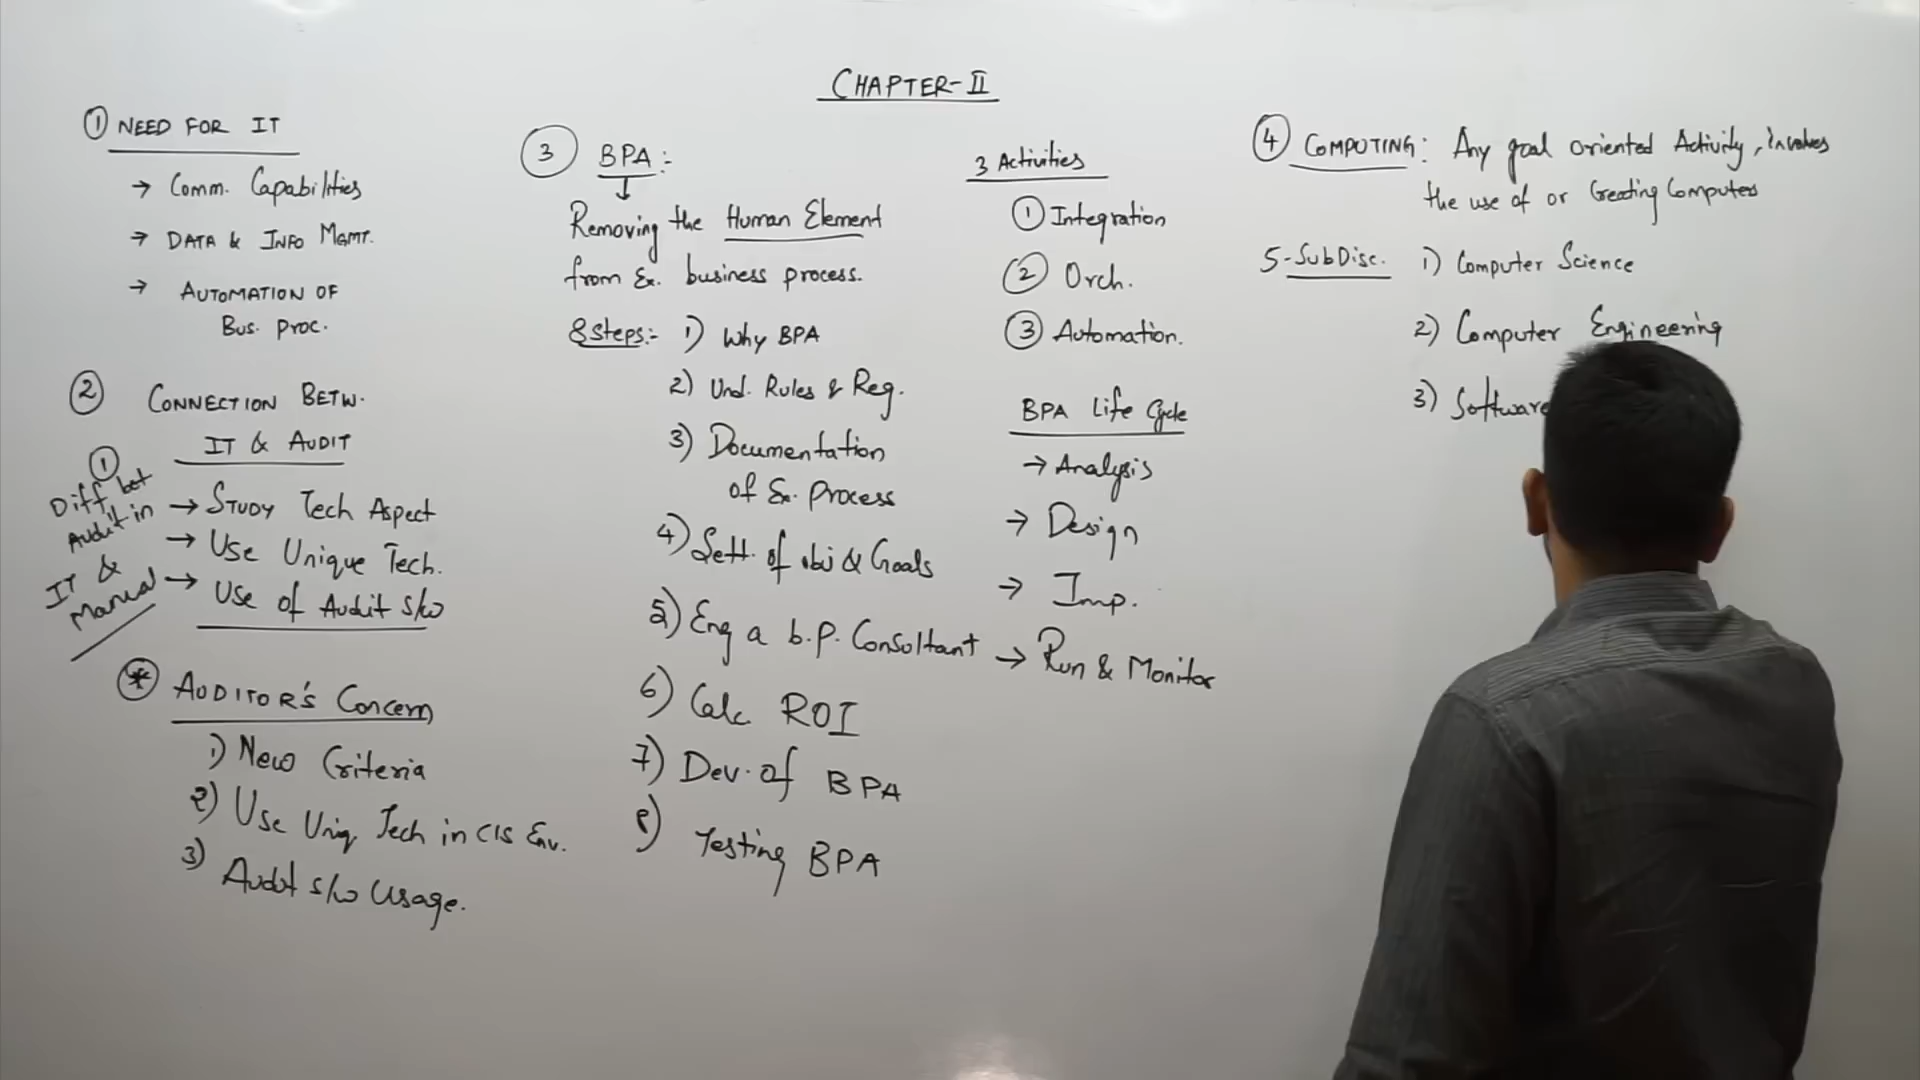 CHAPTER-II
① NEED FOR IT
→ Comm. Capabilities
→ DATA & INFO MGMT.
→ AUTOMATION OF
BUS. PROC.
② CONNECTION BETW.
IT & AUDIT
①
Diff bet
Audit in
IT &
Manual
→ STUDY Tech Aspect
→ Use Unique Tech.
→ Use of Audit S/w
* AUDITOR'S Concern
1) New Criteria
2) Use Uniq Tech in CIS Env.
3) Audit s/w Usage.
③ BPA:-
↓
Removing the Human Element
from Ex. business process.
8 steps:- 1) Why BPA
2) Und. Rules & Reg.
3) Documentation
of Ex. Process
4) Sett. of obj & Goals
5) Eng a b.p. Consultant
6) Calc ROI
7) Dev. of BPA
8) Testing BPA
3 Activities
① Integration
② Orch.
③ Automation.
BPA Life Cycle
→ Analysis
→ Design
→ Imp.
→ Run & Monitor
④ COMPUTING: Any goal oriented Activity, involves
the use of or Creating Computers
5-SubDisc. 1) Computer Science
2) Computer Engineering
3) Software